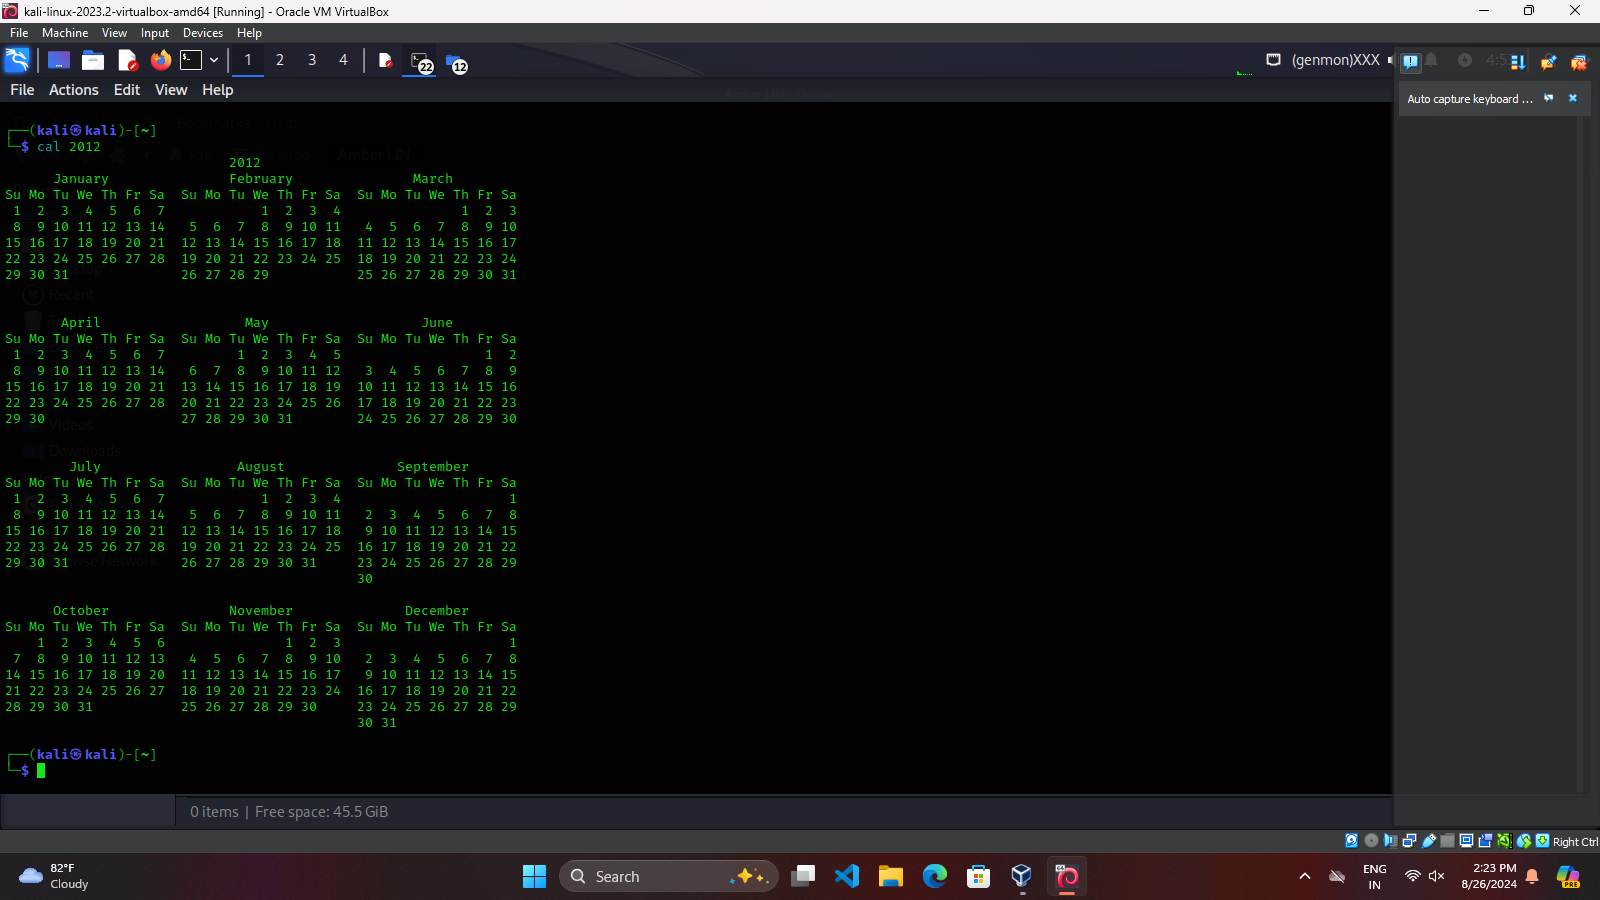 kali-linux-2023.2-virtualbox-amd64 [Running] - Oracle VM VirtualBox
File Machine View Input Devices Help
1 2 3 4 22 12 (genmon)XXX 4:5
File Actions Edit View Help
Auto capture keyboard ...
┌──(kali㉿kali)-[~]
└─$ cal 2012
                            2012
      January               February               March
Su Mo Tu We Th Fr Sa  Su Mo Tu We Th Fr Sa  Su Mo Tu We Th Fr Sa
 1  2  3  4  5  6  7            1  2  3  4               1  2  3
 8  9 10 11 12 13 14   5  6  7  8  9 10 11   4  5  6  7  8  9 10
15 16 17 18 19 20 21  12 13 14 15 16 17 18  11 12 13 14 15 16 17
22 23 24 25 26 27 28  19 20 21 22 23 24 25  18 19 20 21 22 23 24
29 30 31              26 27 28 29           25 26 27 28 29 30 31
       April                  May                   June
Su Mo Tu We Th Fr Sa  Su Mo Tu We Th Fr Sa  Su Mo Tu We Th Fr Sa
 1  2  3  4  5  6  7         1  2  3  4  5                  1  2
 8  9 10 11 12 13 14   6  7  8  9 10 11 12   3  4  5  6  7  8  9
15 16 17 18 19 20 21  13 14 15 16 17 18 19  10 11 12 13 14 15 16
22 23 24 25 26 27 28  20 21 22 23 24 25 26  17 18 19 20 21 22 23
29 30                 27 28 29 30 31        24 25 26 27 28 29 30
        July                 August              September
Su Mo Tu We Th Fr Sa  Su Mo Tu We Th Fr Sa  Su Mo Tu We Th Fr Sa
 1  2  3  4  5  6  7            1  2  3  4                     1
 8  9 10 11 12 13 14   5  6  7  8  9 10 11   2  3  4  5  6  7  8
15 16 17 18 19 20 21  12 13 14 15 16 17 18   9 10 11 12 13 14 15
22 23 24 25 26 27 28  19 20 21 22 23 24 25  16 17 18 19 20 21 22
29 30 31              26 27 28 29 30 31     23 24 25 26 27 28 29
                                            30
      October               November              December
Su Mo Tu We Th Fr Sa  Su Mo Tu We Th Fr Sa  Su Mo Tu We Th Fr Sa
    1  2  3  4  5  6               1  2  3                     1
 7  8  9 10 11 12 13   4  5  6  7  8  9 10   2  3  4  5  6  7  8
14 15 16 17 18 19 20  11 12 13 14 15 16 17   9 10 11 12 13 14 15
21 22 23 24 25 26 27  18 19 20 21 22 23 24  16 17 18 19 20 21 22
28 29 30 31           25 26 27 28 29 30     23 24 25 26 27 28 29
                                            30 31
┌──(kali㉿kali)-[~]
└─$
Amber LIN
Recent
Videos
Downloads
Network
0 items | Free space: 45.5 GiB
Right Ctrl
82°F
Cloudy
Search
ENG
IN
2:23 PM
8/26/2024
PRE